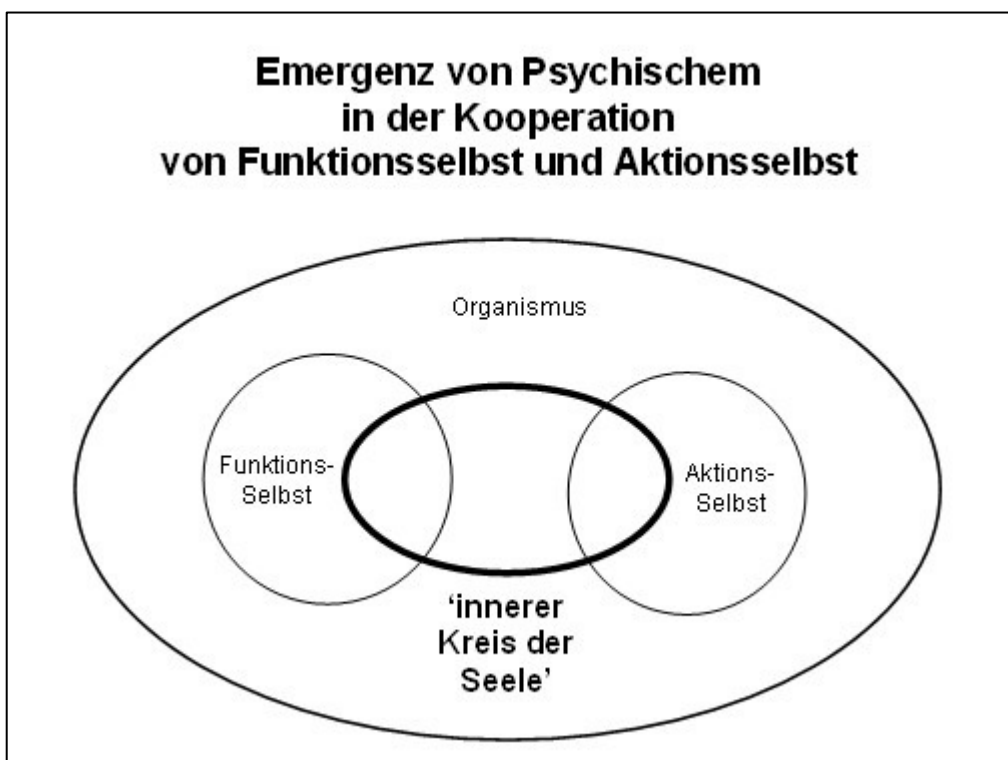 Emergenz von Psychischem
in der Kooperation
von Funktionsselbst und Aktionsselbst
Organismus
Funktions-
Selbst
Aktions-
Selbst
‘innerer
Kreis der
Seele’